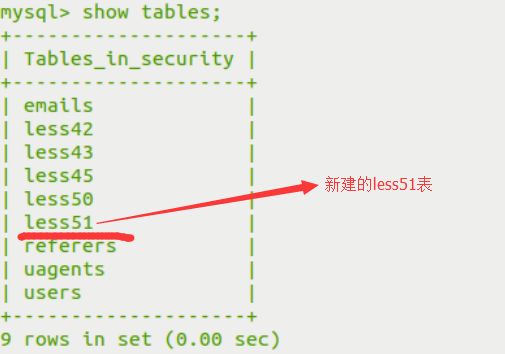 mysql> show tables;
+--------------------+
| Tables_in_security |
+--------------------+
| emails             |
| less42             |
| less43             |
| less45             |
| less50             |
| less51             | 新建的less51表
| referers           |
| uagents            |
| users              |
+--------------------+
9 rows in set (0.00 sec)